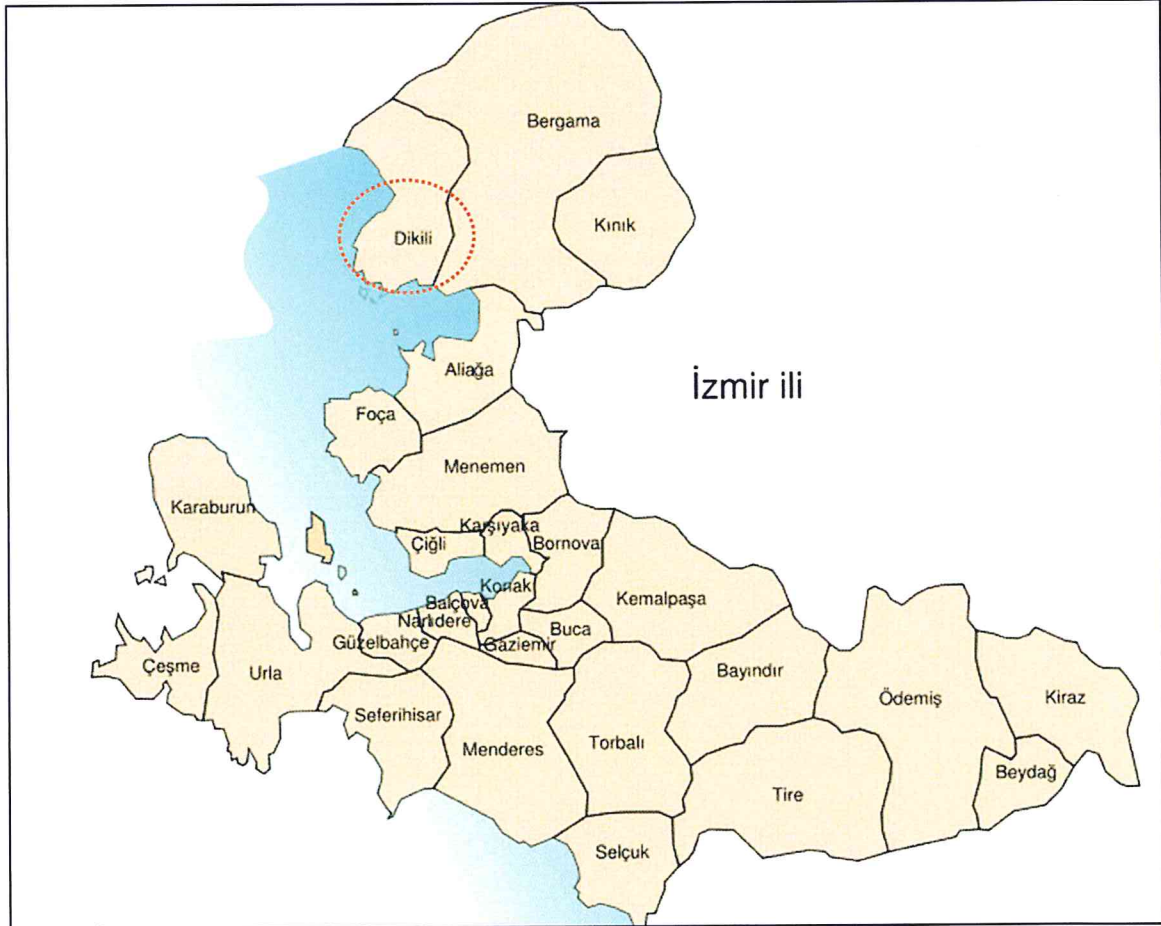 Bergama
Kınık
Dikili
İzmir ili
Aliağa
Foça
Menemen
Karaburun
Karşıyaka
Çiğli
Bornova
Konak
Kemalpaşa
Balçova
Narlıdere
Buca
Güzelbahçe
Gaziemir
Çeşme
Urla
Bayındır
Ödemiş
Kiraz
Seferihisar
Menderes
Torbalı
Beydağ
Tire
Selçuk